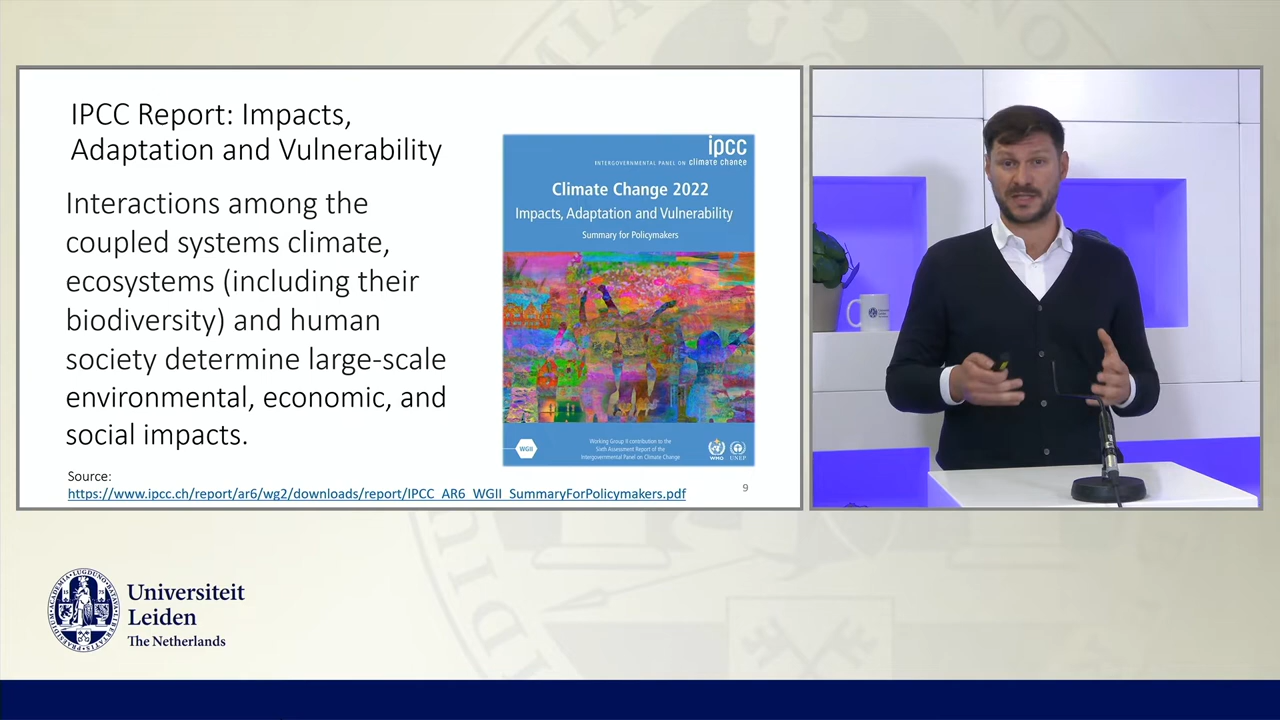 IPCC Report: Impacts,
Adaptation and Vulnerability
Interactions among the
coupled systems climate,
ecosystems (including their
biodiversity) and human
society determine large-scale
environmental, economic, and
social impacts.
Source:
https://www.ipcc.ch/report/ar6/wg2/downloads/report/IPCC_AR6_WGII_SummaryForPolicymakers.pdf
9
ipcc
INTERGOVERNMENTAL PANEL ON climate change
Climate Change 2022
Impacts, Adaptation and Vulnerability
Summary for Policymakers
WGII
Working Group II contribution to the
Sixth Assessment Report of the
Intergovernmental Panel on Climate Change
WMO
UNEP
Universiteit
Leiden
The Netherlands